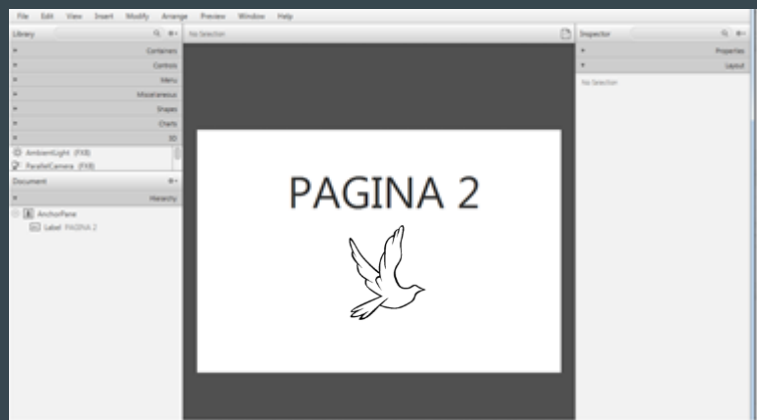 File Edit View Insert Modify Arrange Preview Window Help
Library
No Selection
Inspector
Containers
Controls
Menu
Miscellaneous
Shapes
Charts
3D
AmbientLight (FX8)
ParallelCamera (FX8)
Document
Hierarchy
AnchorPane
Label PAGINA 2
PAGINA 2
Properties
Layout
No Selection